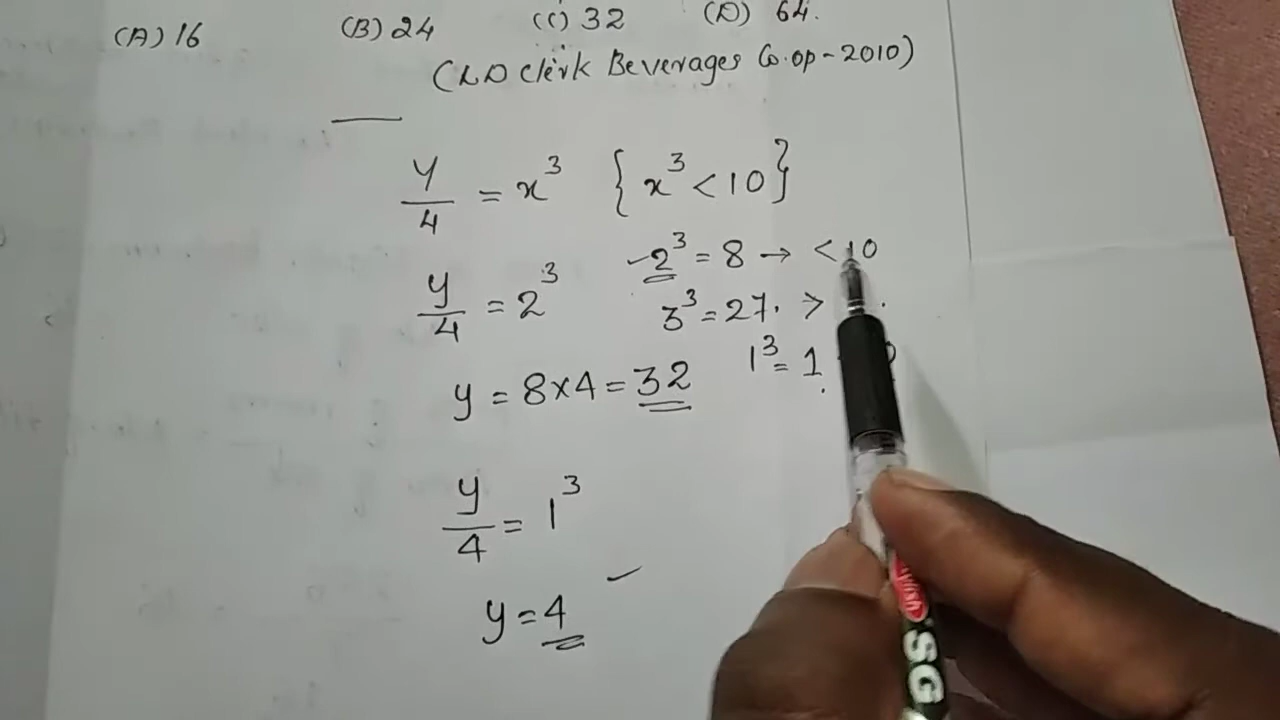 (A) 16 (B) 24 (C) 32 (D) 64.
(LD Clerk Beverages Co.op-2010)
y/4 = x³ {x³ < 10}
y/4 = 2³ 2³ = 8 → < 10
3³ = 27. >
y = 8×4 = 32 1³ = 1
y/4 = 1³
y = 4 ✓
SG